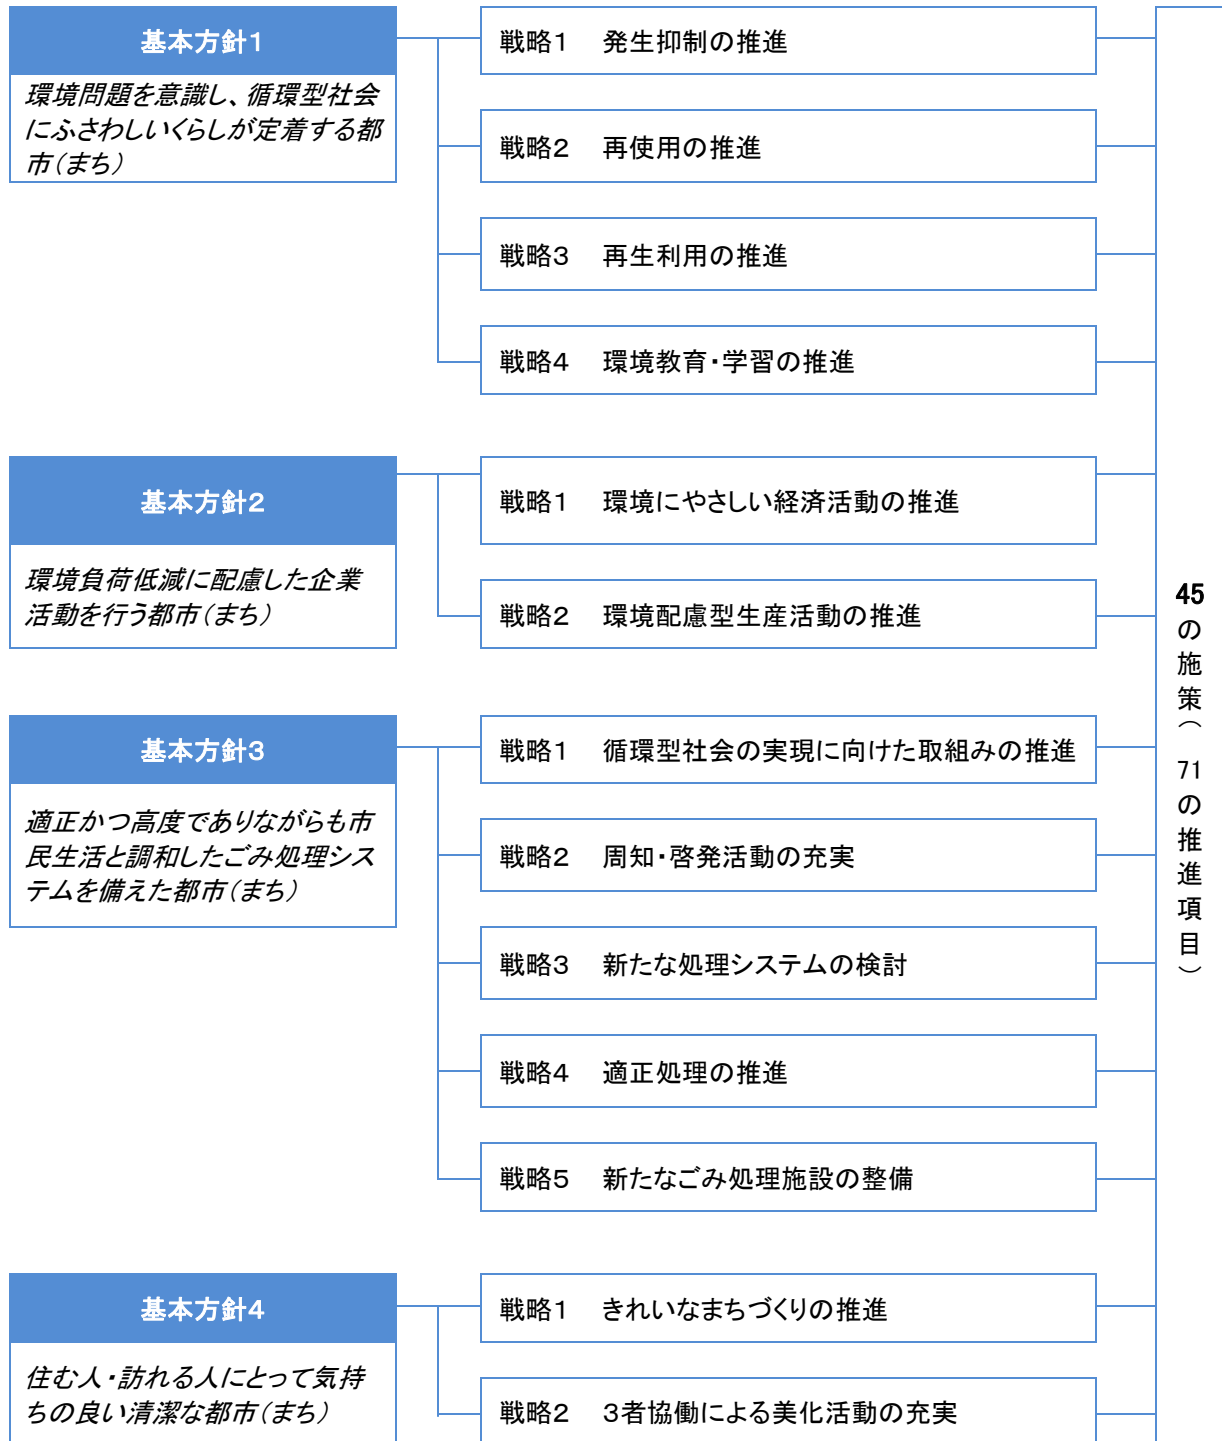 基本方針１
環境問題を意識し、循環型社会
にふさわしいくらしが定着する都
市（まち）
戦略１　発生抑制の推進
戦略２　再使用の推進
戦略３　再生利用の推進
戦略４　環境教育・学習の推進
基本方針２
環境負荷低減に配慮した企業
活動を行う都市（まち）
戦略１　環境にやさしい経済活動の推進
戦略２　環境配慮型生産活動の推進
基本方針３
適正かつ高度でありながらも市
民生活と調和したごみ処理シス
テムを備えた都市（まち）
戦略１　循環型社会の実現に向けた取組みの推進
戦略２　周知・啓発活動の充実
戦略３　新たな処理システムの検討
戦略４　適正処理の推進
戦略５　新たなごみ処理施設の整備
基本方針４
住む人・訪れる人にとって気持
ちの良い清潔な都市（まち）
戦略１　きれいなまちづくりの推進
戦略２　３者協働による美化活動の充実
45の施策（71の推進項目）